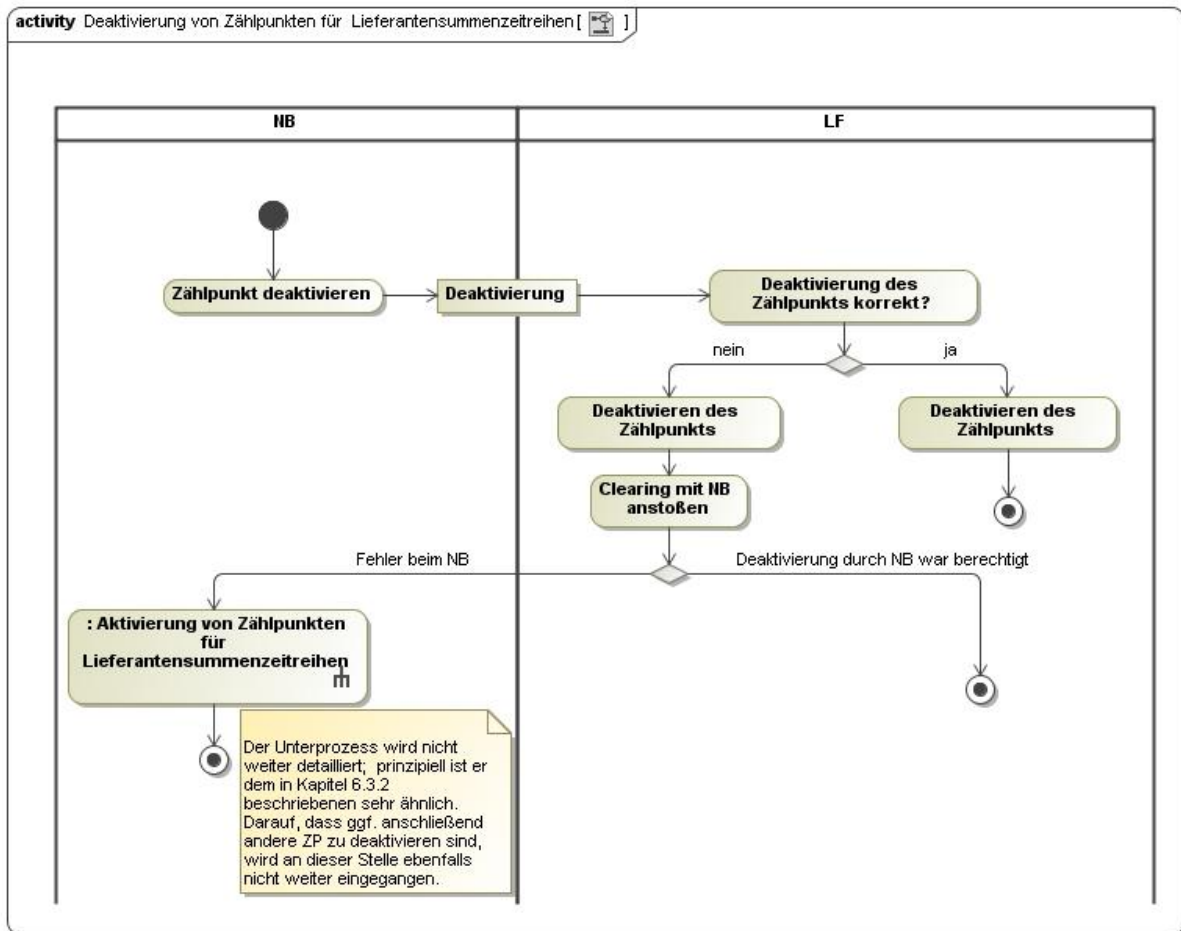 activity Deaktivierung von Zählpunkten für Lieferantensummenzeitreihen [ ]
NB
LF
Zählpunkt deaktivieren
Deaktivierung
Deaktivierung des
Zählpunkts korrekt?
nein
ja
Deaktivieren des
Zählpunkts
Deaktivieren des
Zählpunkts
Clearing mit NB
anstoßen
Fehler beim NB
Deaktivierung durch NB war berechtigt
: Aktivierung von Zählpunkten
für
Lieferantensummenzeitreihen
Der Unterprozess wird nicht
weiter detailliert; prinzipiell ist er
dem in Kapitel 6.3.2
beschriebenen sehr ähnlich.
Darauf, dass ggf. anschließend
andere ZP zu deaktivieren sind,
wird an dieser Stelle ebenfalls
nicht weiter eingegangen.